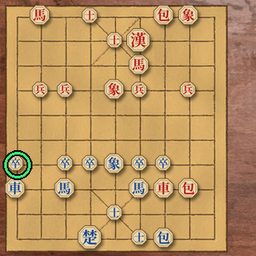 馬 士 包 象
士 漢
馬
兵 兵 象 兵 兵
卒 卒 卒 象 卒 卒
車 馬 馬 車 包
士
楚 士 包